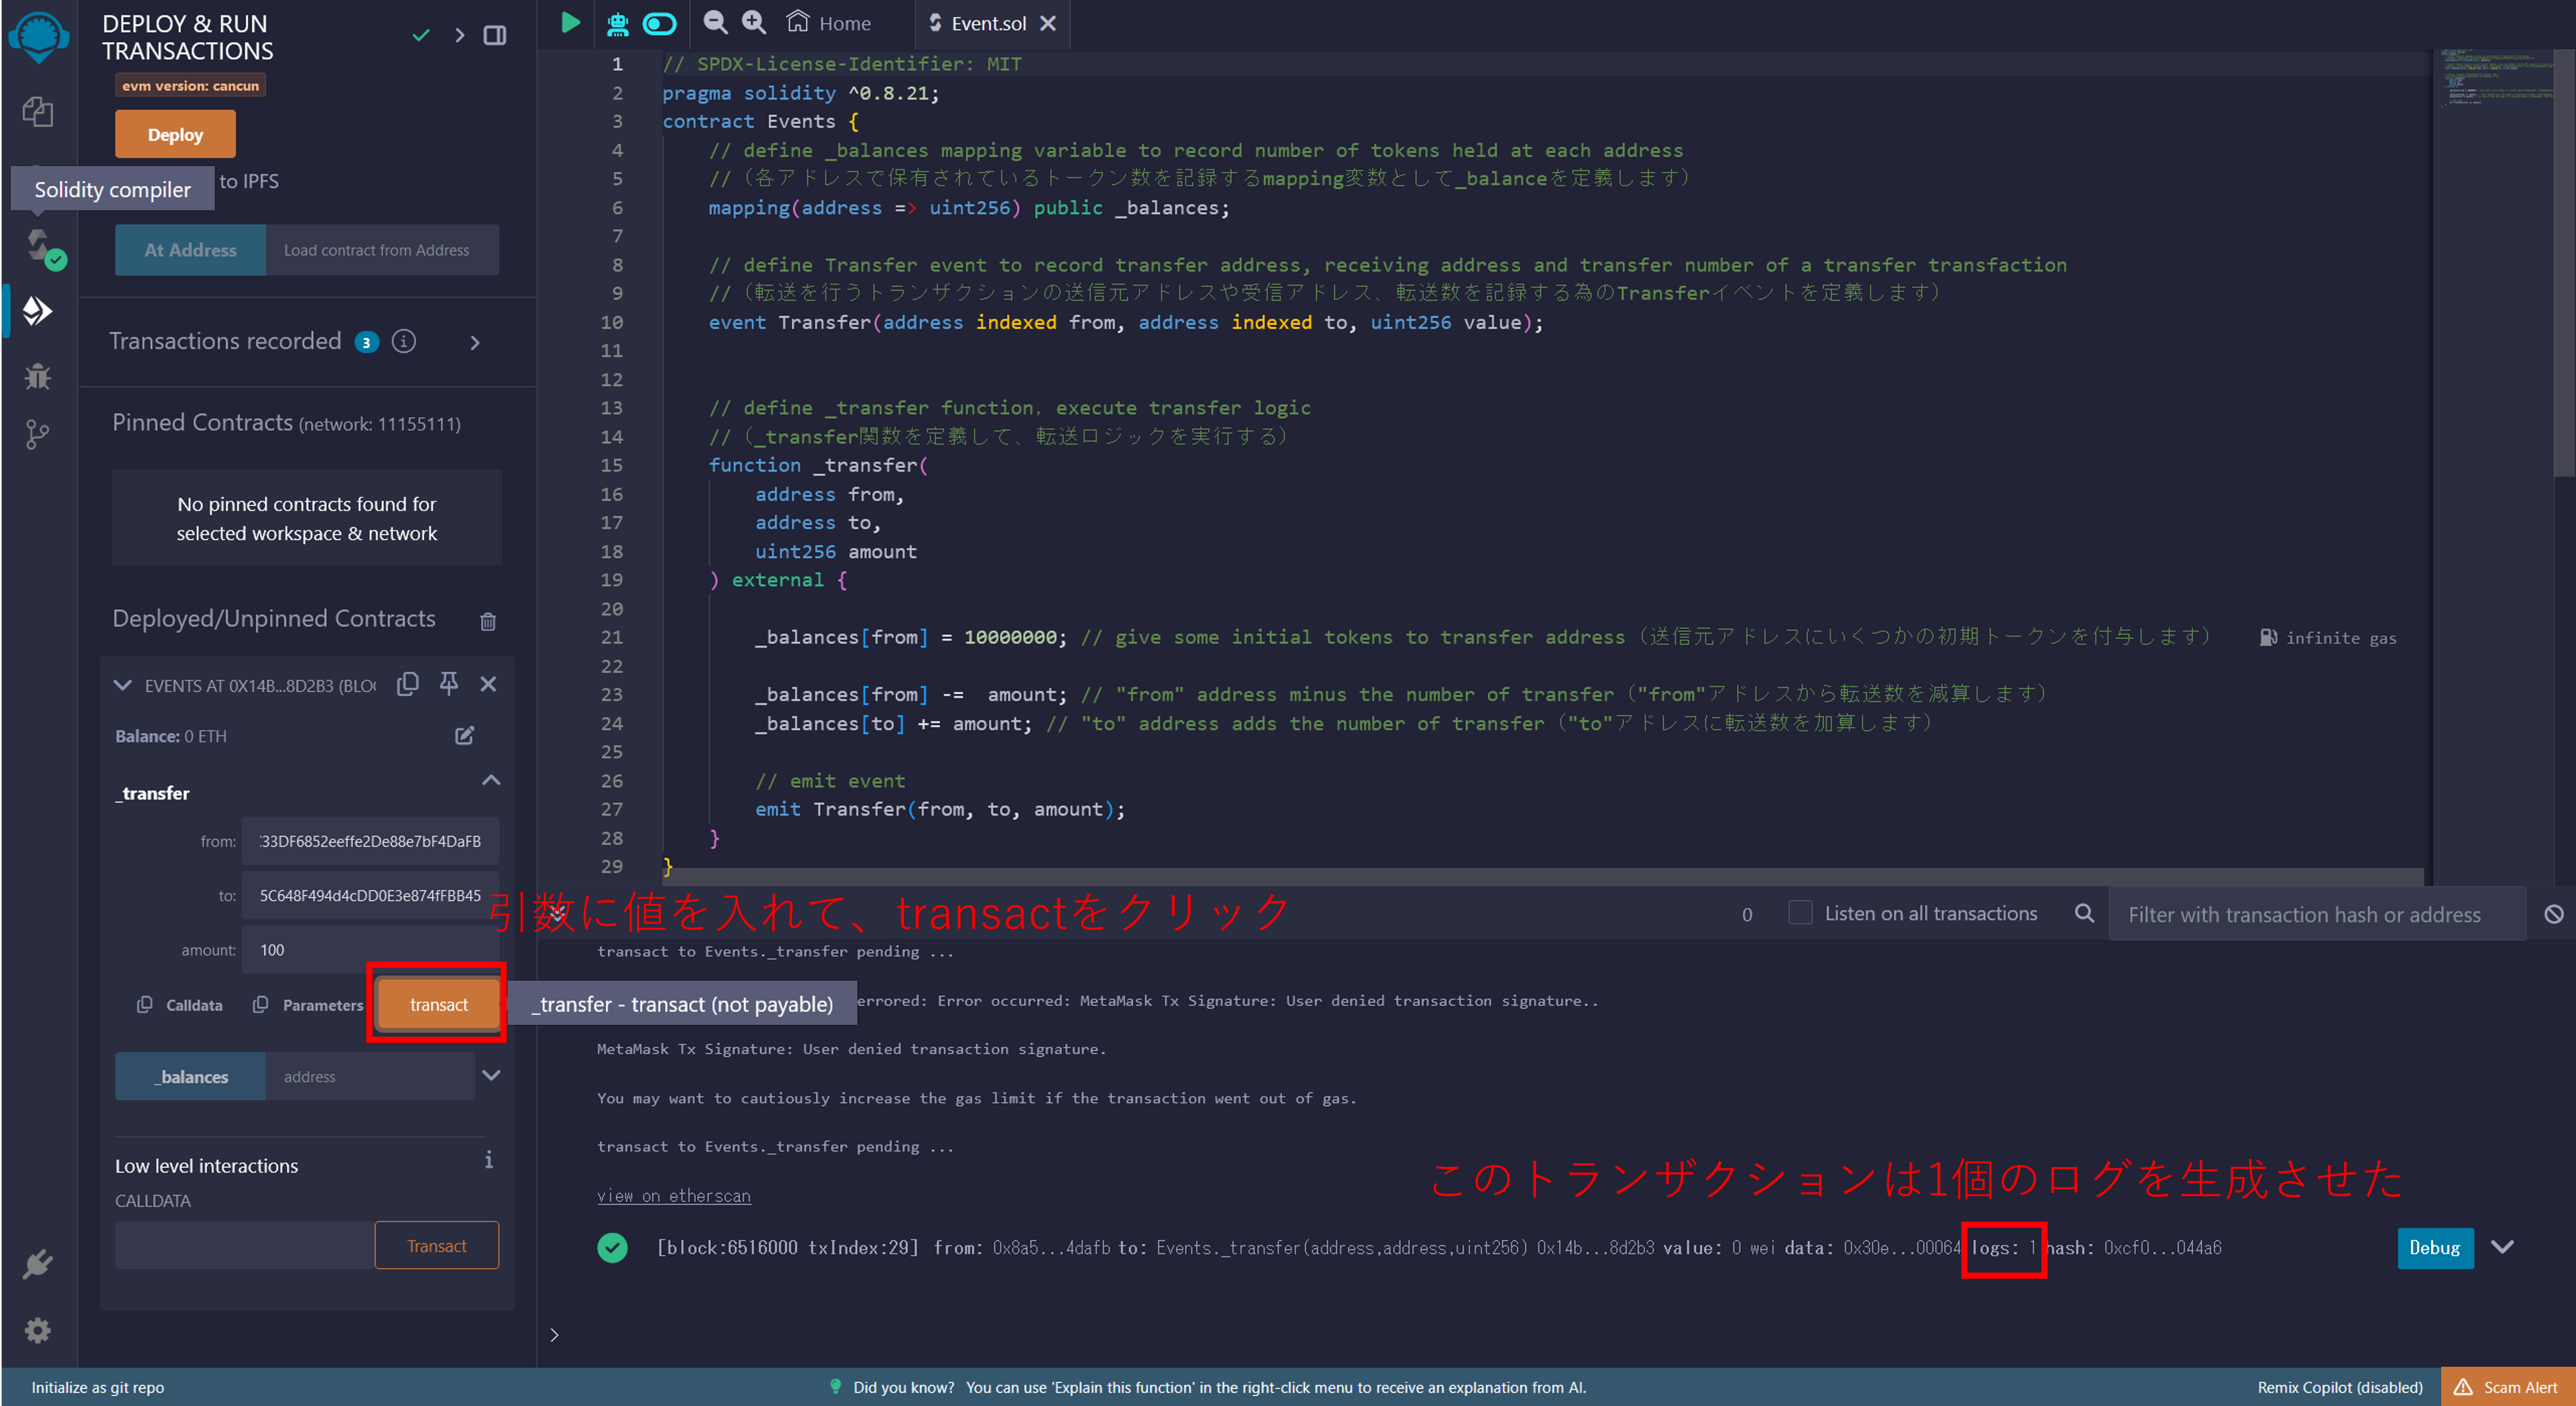 DEPLOY & RUN
TRANSACTIONS
evm version: cancun
Deploy
to IPFS
Solidity compiler
At Address
Load contract from Address
Transactions recorded 3 i
Pinned Contracts (network: 11155111)
No pinned contracts found for
selected workspace & network
Deployed/Unpinned Contracts
EVENTS AT 0X14B...8D2B3 (BLO
Balance: 0 ETH
_transfer
from: 33DF6852eeffe2De88e7bF4DaFB
to: 5C648F494d4cDD0E3e874fFBB45
amount: 100
Calldata Parameters transact
_transfer - transact (not payable)
_balances address
Low level interactions i
CALLDATA
Transact
Home
Event.sol
1 // SPDX-License-Identifier: MIT
2 pragma solidity ^0.8.21;
3 contract Events {
4 // define _balances mapping variable to record number of tokens held at each address
5 //（各アドレスで保有されているトークン数を記録するmapping変数として_balanceを定義します）
6 mapping(address => uint256) public _balances;
7
8 // define Transfer event to record transfer address, receiving address and transfer number of a transfer transfaction
9 //（転送を行うトランザクションの送信元アドレスや受信アドレス、転送数を記録する為のTransferイベントを定義します）
10 event Transfer(address indexed from, address indexed to, uint256 value);
11
12
13 // define _transfer function，execute transfer logic
14 //（_transfer関数を定義して、転送ロジックを実行する）
15 function _transfer(
16 address from,
17 address to,
18 uint256 amount
19 ) external {
20
21 _balances[from] = 10000000; // give some initial tokens to transfer address（送信元アドレスにいくつかの初期トークンを付与します） infinite gas
22
23 _balances[from] -=  amount; // "from" address minus the number of transfer（"from"アドレスから転送数を減算します）
24 _balances[to] += amount; // "to" address adds the number of transfer（"to"アドレスに転送数を加算します）
25
26 // emit event
27 emit Transfer(from, to, amount);
28 }
29 }
引数に値を入れて、transactをクリック
0 Listen on all transactions Filter with transaction hash or address
transact to Events._transfer pending ...
errored: Error occurred: MetaMask Tx Signature: User denied transaction signature..
MetaMask Tx Signature: User denied transaction signature.
You may want to cautiously increase the gas limit if the transaction went out of gas.
transact to Events._transfer pending ...
このトランザクションは1個のログを生成させた
view on etherscan
[block:6516000 txIndex:29] from: 0x8a5...4dafb to: Events._transfer(address,address,uint256) 0x14b...8d2b3 value: 0 wei data: 0x30e...00064 logs: 1 hash: 0xcf0...044a6
Debug
>
Initialize as git repo
Did you know? You can use 'Explain this function' in the right-click menu to receive an explanation from AI.
Remix Copilot (disabled)
Scam Alert